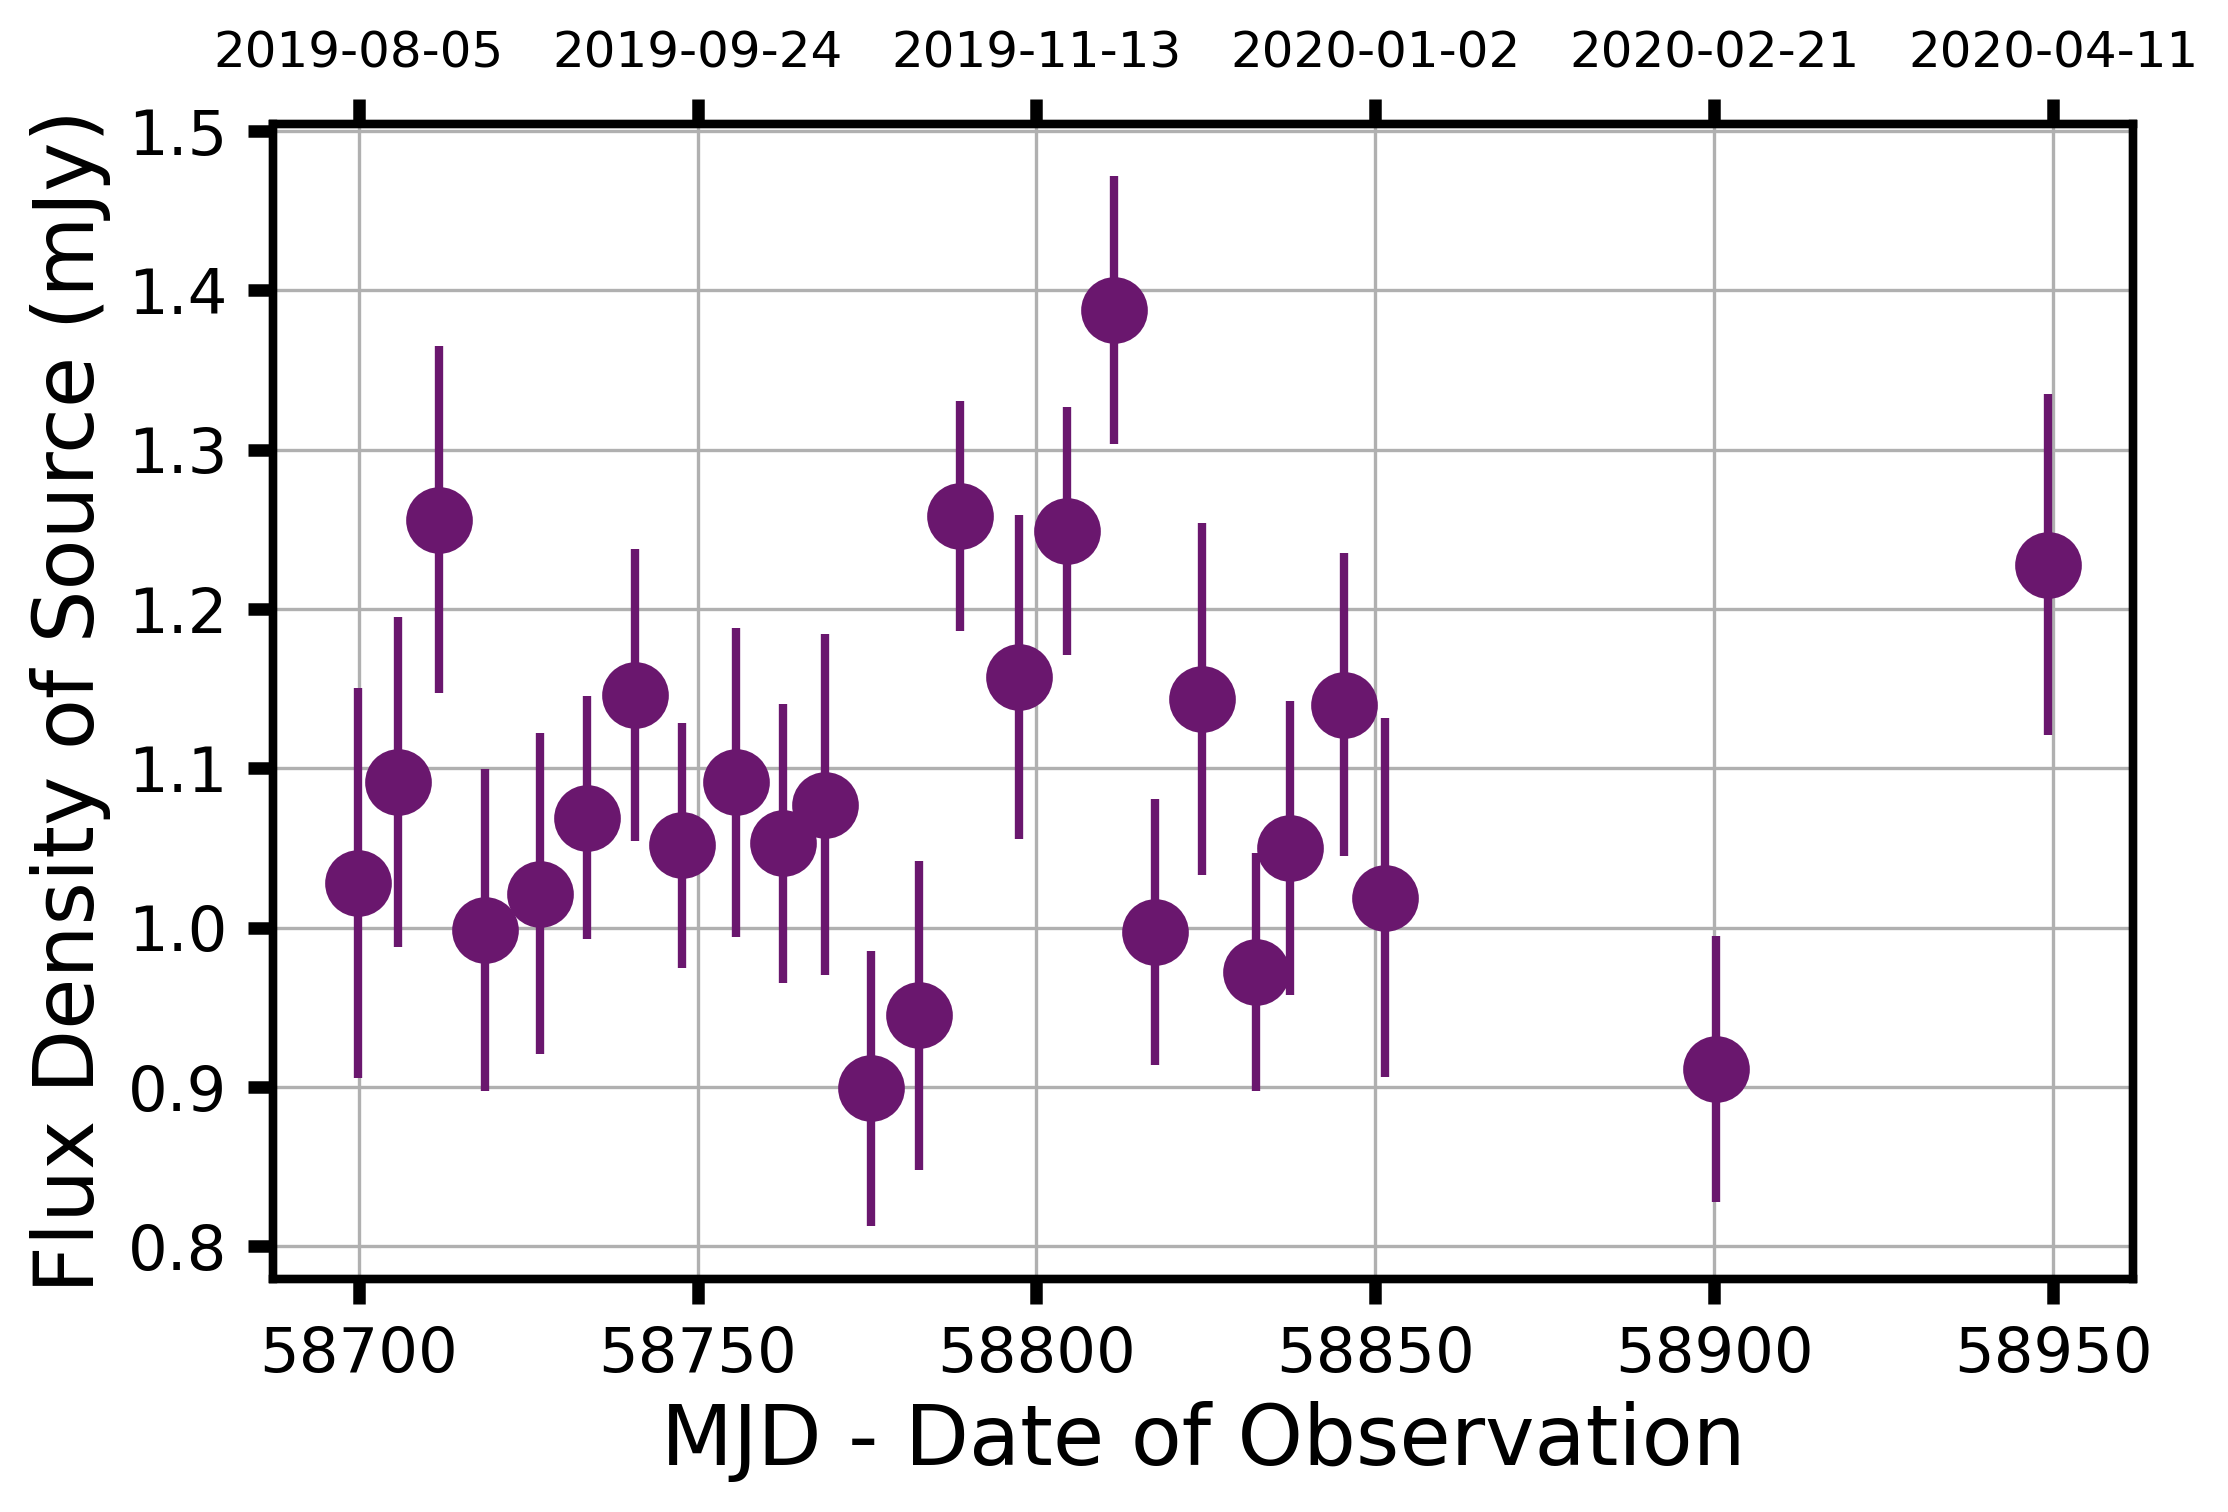 2019-08-05 2019-09-24 2019-11-13 2020-01-02 2020-02-21 2020-04-11
Flux Density of Source (mJy)
1.5
1.4
1.3
1.2
1.1
1.0
0.9
0.8
58700 58750 58800 58850 58900 58950
MJD - Date of Observation